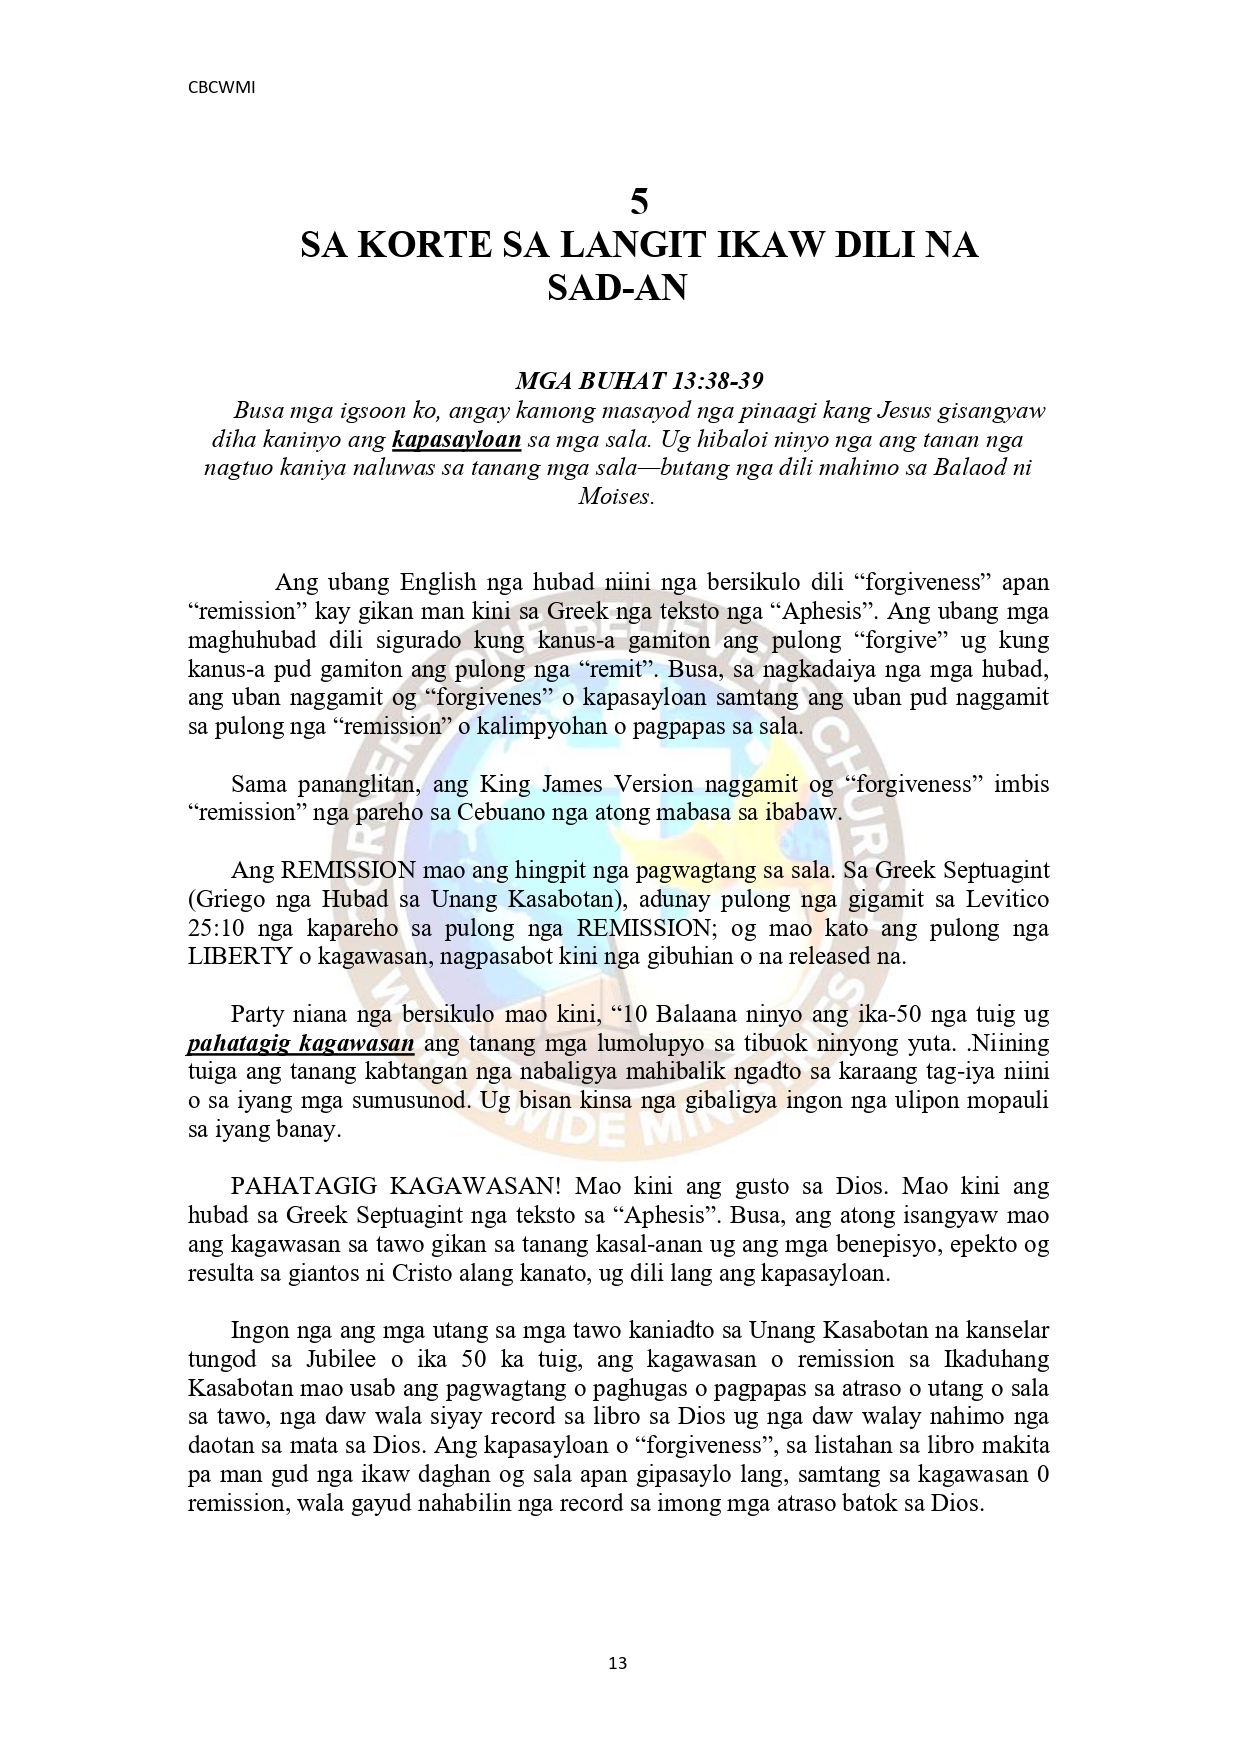 CBCWMI
5
SA KORTE SA LANGIT IKAW DILI NA
SAD-AN
MGA BUHAT 13:38-39
Busa mga igsoon ko, angay kamong masayod nga pinaagi kang Jesus gisangyaw
diha kaninyo ang kapasayloan sa mga sala. Ug hibaloi ninyo nga ang tanan nga
nagtuo kaniya naluwas sa tanang mga sala—butang nga dili mahimo sa Balaod ni
Moises.
Ang ubang English nga hubad niini nga bersikulo dili “forgiveness” apan
“remission” kay gikan man kini sa Greek nga teksto nga “Aphesis”. Ang ubang mga
maghuhubad dili sigurado kung kanus-a gamiton ang pulong “forgive” ug kung
kanus-a pud gamiton ang pulong nga “remit”. Busa, sa nagkadaiya nga mga hubad,
ang uban naggamit og “forgivenes” o kapasayloan samtang ang uban pud naggamit
sa pulong nga “remission” o kalimpyohan o pagpapas sa sala.
Sama pananglitan, ang King James Version naggamit og “forgiveness” imbis
“remission” nga pareho sa Cebuano nga atong mabasa sa ibabaw.
Ang REMISSION mao ang hingpit nga pagwagtang sa sala. Sa Greek Septuagint
(Griego nga Hubad sa Unang Kasabotan), adunay pulong nga gigamit sa Levitico
25:10 nga kapareho sa pulong nga REMISSION; og mao kato ang pulong nga
LIBERTY o kagawasan, nagpasabot kini nga gibuhian o na released na.
Party niana nga bersikulo mao kini, “10 Balaana ninyo ang ika-50 nga tuig ug
pahatagig kagawasan ang tanang mga lumolupyo sa tibuok ninyong yuta. .Niining
tuiga ang tanang kabtangan nga nabaligya mahibalik ngadto sa karaang tag-iya niini
o sa iyang mga sumusunod. Ug bisan kinsa nga gibaligya ingon nga ulipon mopauli
sa iyang banay.
PAHATAGIG KAGAWASAN! Mao kini ang gusto sa Dios. Mao kini ang
hubad sa Greek Septuagint nga teksto sa “Aphesis”. Busa, ang atong isangyaw mao
ang kagawasan sa tawo gikan sa tanang kasal-anan ug ang mga benepisyo, epekto og
resulta sa giantos ni Cristo alang kanato, ug dili lang ang kapasayloan.
Ingon nga ang mga utang sa mga tawo kaniadto sa Unang Kasabotan na kanselar
tungod sa Jubilee o ika 50 ka tuig, ang kagawasan o remission sa Ikaduhang
Kasabotan mao usab ang pagwagtang o paghugas o pagpapas sa atraso o utang o sala
sa tawo, nga daw wala siyay record sa libro sa Dios ug nga daw walay nahimo nga
daotan sa mata sa Dios. Ang kapasayloan o “forgiveness”, sa listahan sa libro makita
pa man gud nga ikaw daghan og sala apan gipasaylo lang, samtang sa kagawasan 0
remission, wala gayud nahabilin nga record sa imong mga atraso batok sa Dios.
CORNERSTONE BELIEVERS CHURCH
WORLDWIDE MINISTRIES
13